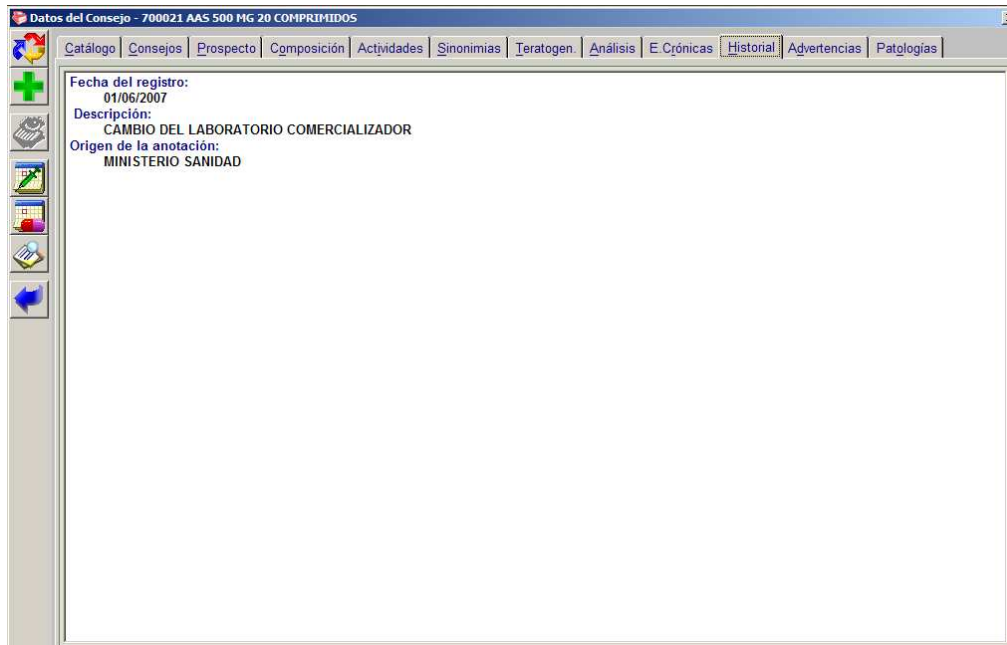 Datos del Consejo - 700021 AAS 500 MG 20 COMPRIMIDOS
Catálogo Consejos Prospecto Composición Actividades Sinonimias Teratogen. Análisis E.Crónicas Historial Advertencias Patologías
Fecha del registro:
01/06/2007
Descripción:
CAMBIO DEL LABORATORIO COMERCIALIZADOR
Origen de la anotación:
MINISTERIO SANIDAD